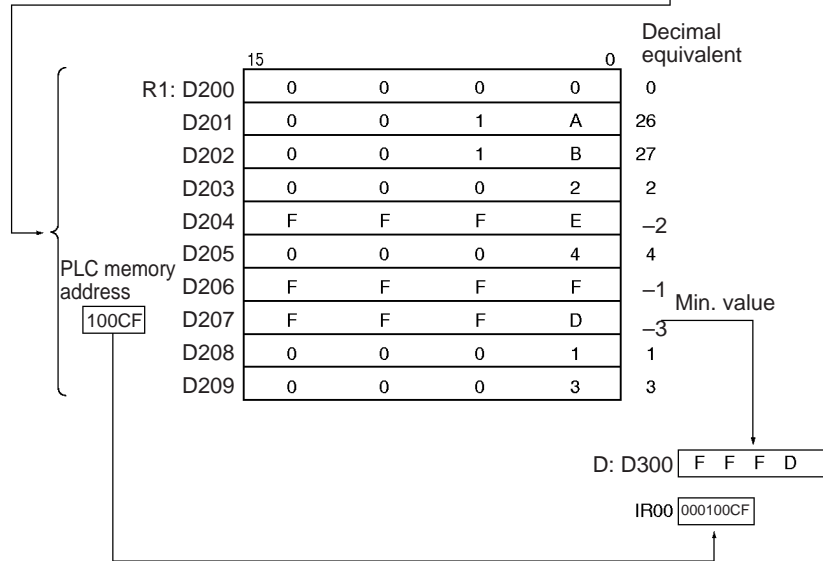 Decimal
equivalent
15 0
R1: D200 0 0 0 0 0
D201 0 0 1 A 26
D202 0 0 1 B 27
D203 0 0 0 2 2
D204 F F F E –2
D205 0 0 0 4 4
PLC memory
address
100CF
D206 F F F F –1
D207 F F F D –3
Min. value
D208 0 0 0 1 1
D209 0 0 0 3 3
D: D300 F F F D
IR00 000100CF